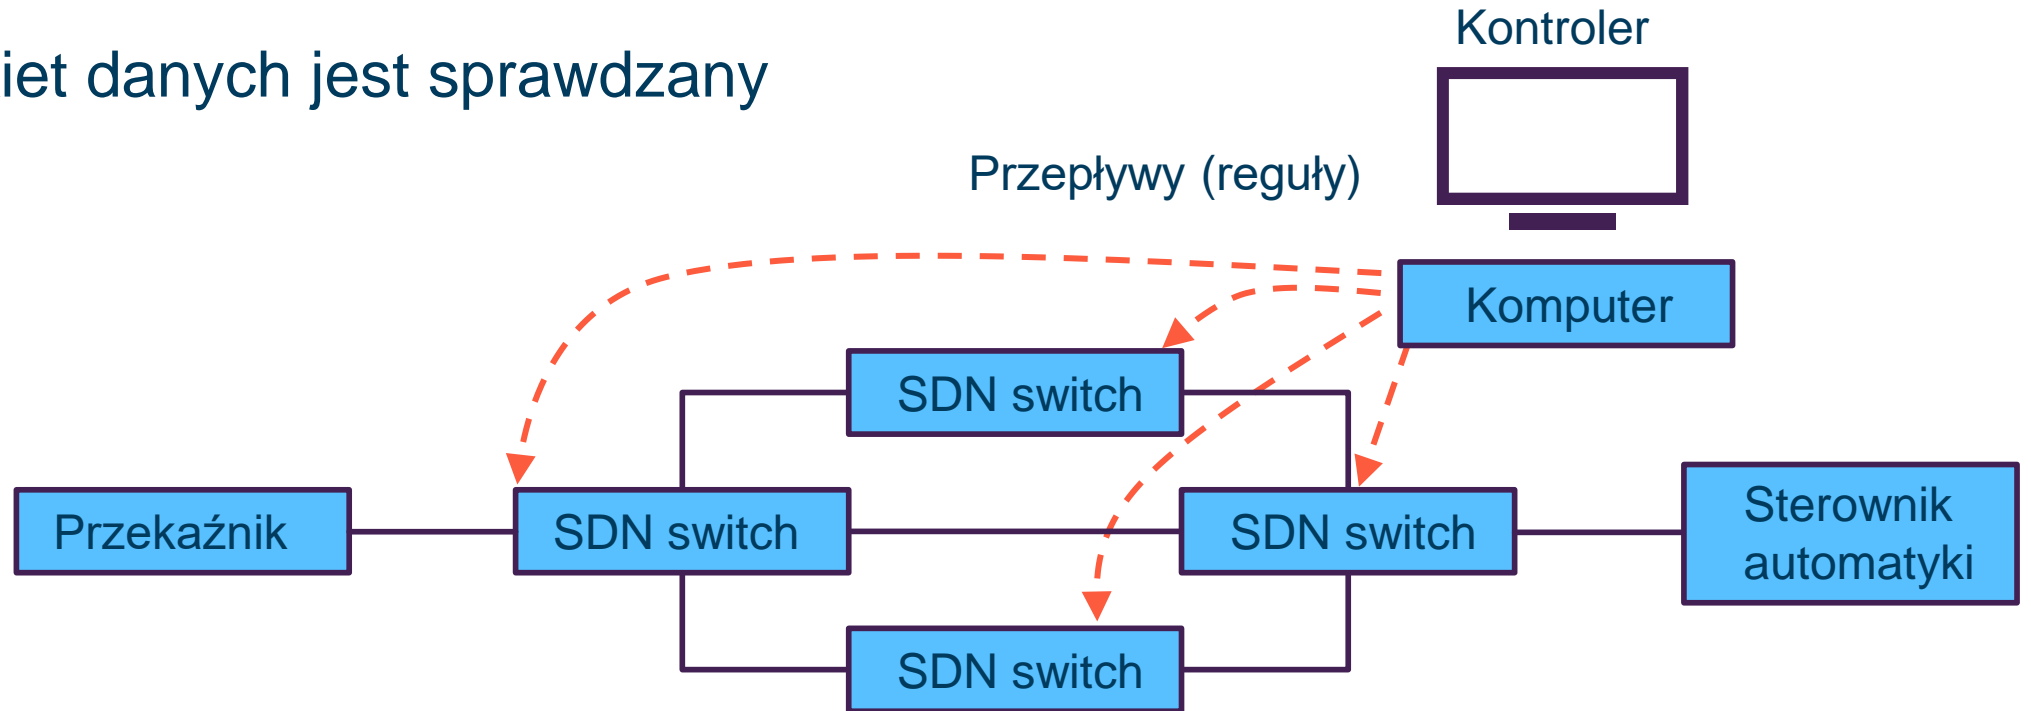 Kontroler
iet danych jest sprawdzany
Przepływy (reguły)
Komputer
SDN switch
Przekaźnik
SDN switch
SDN switch
Sterownik
automatyki
SDN switch